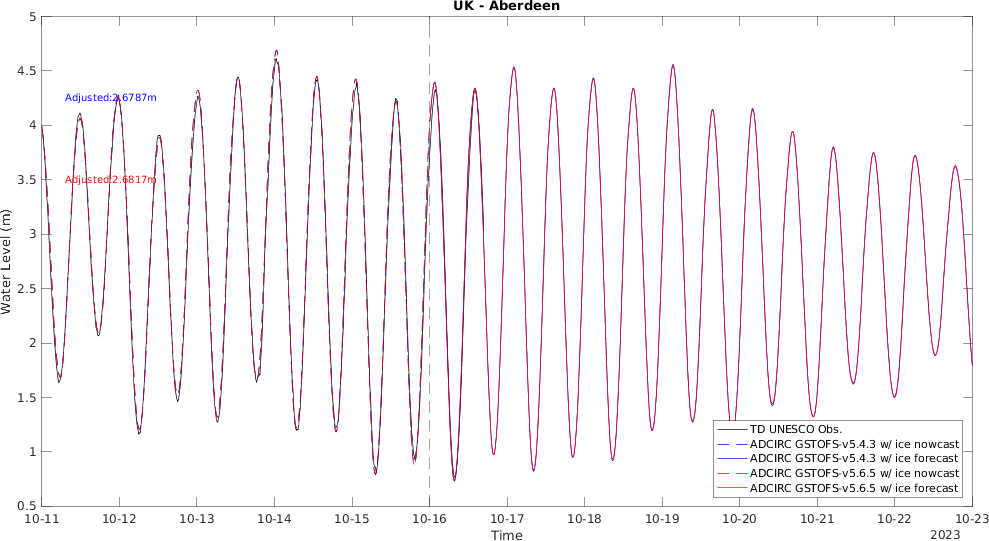 UK - Aberdeen
5
4.5
4
3.5
3
2.5
2
1.5
1
0.5
Water Level (m)
Adjusted:2.6787m
Adjusted:2.6817m
TD UNESCO Obs.
ADCIRC GSTOFS-v5.4.3 w/ ice nowcast
ADCIRC GSTOFS-v5.4.3 w/ ice forecast
ADCIRC GSTOFS-v5.6.5 w/ ice nowcast
ADCIRC GSTOFS-v5.6.5 w/ ice forecast
10-11 10-12 10-13 10-14 10-15 10-16 10-17 10-18 10-19 10-20 10-21 10-22 10-23
Time
2023